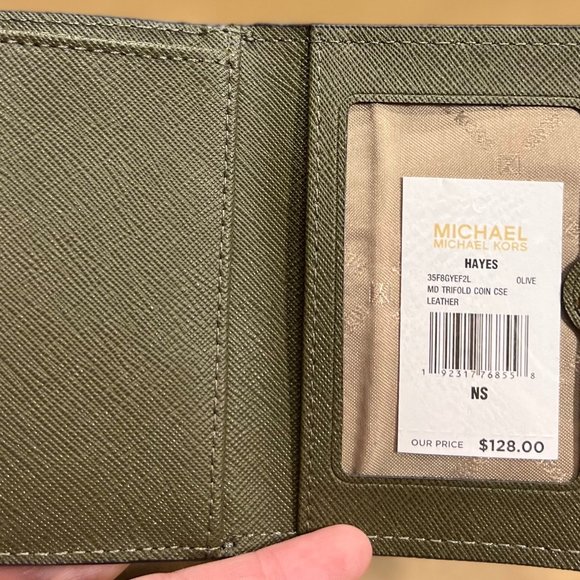 MICHAEL
MICHAEL KORS
HAYES
35F8GYEF2L OLIVE
MD TRIFOLD COIN CSE
LEATHER
1 92317 76855 8
NS
OUR PRICE $128.00